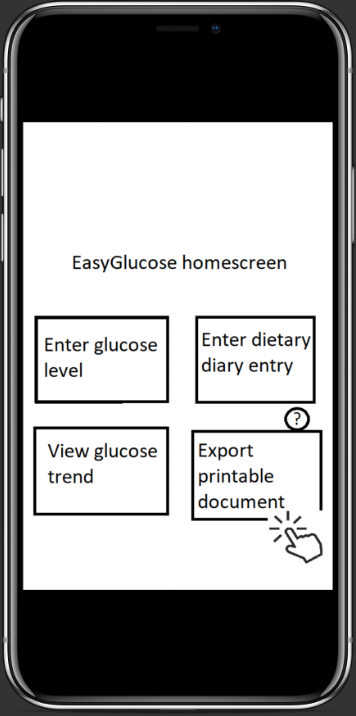 EasyGlucose homescreen
Enter glucose
level
Enter dietary
diary entry
?
View glucose
trend
Export
printable
document